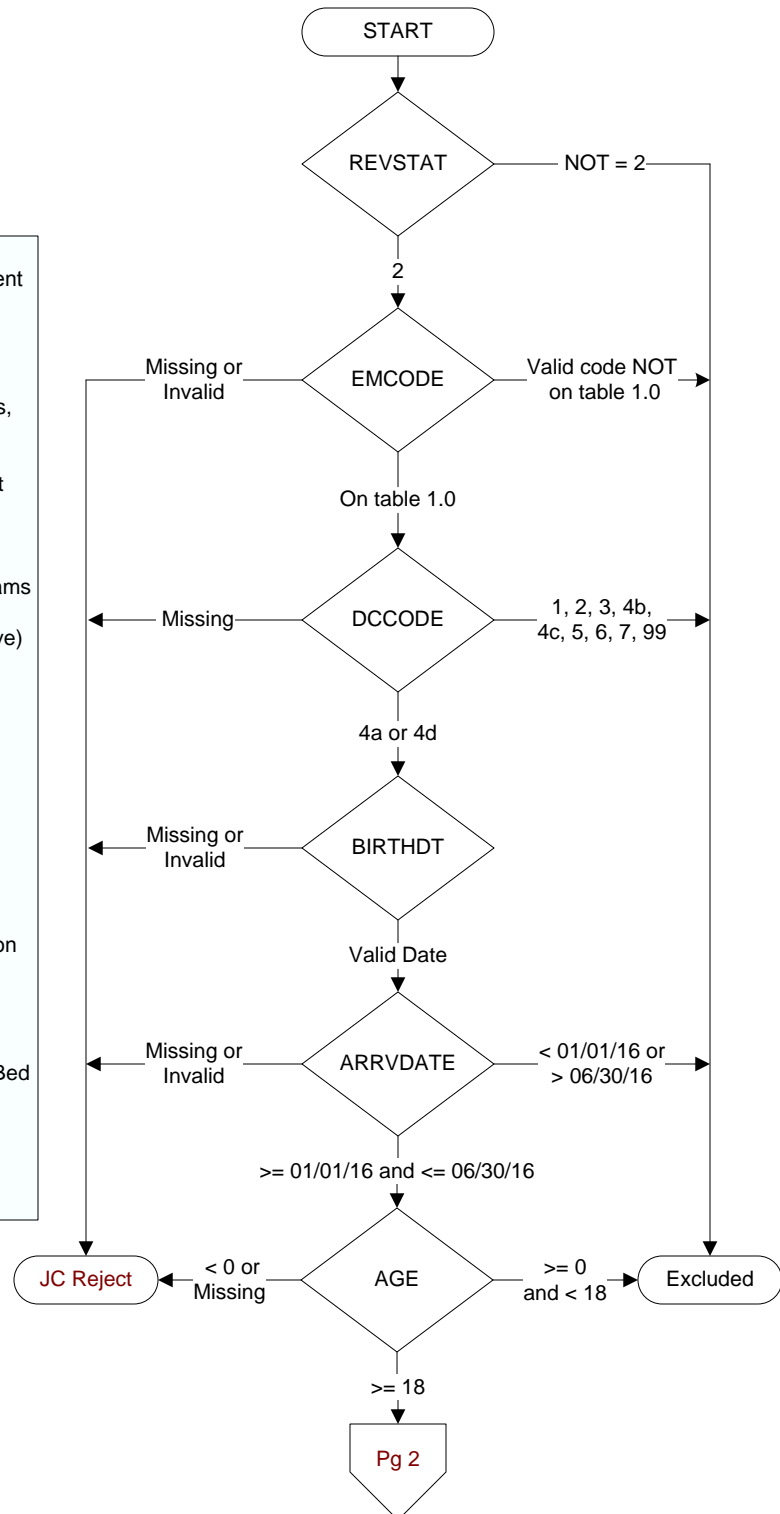 START
REVSTAT
NOT = 2
2
ent
Missing or
Invalid
EMCODE
Valid code NOT
on table 1.0
s,
t
On table 1.0
ams
Missing
DCCODE
1, 2, 3, 4b,
4c, 5, 6, 7, 99
ve)
4a or 4d
Missing or
Invalid
BIRTHDT
on
Valid Date
Missing or
Invalid
ARRVDATE
< 01/01/16 or
> 06/30/16
Bed
>= 01/01/16 and <= 06/30/16
JC Reject
< 0 or
Missing
AGE
>= 0
and < 18
Excluded
>= 18
Pg 2